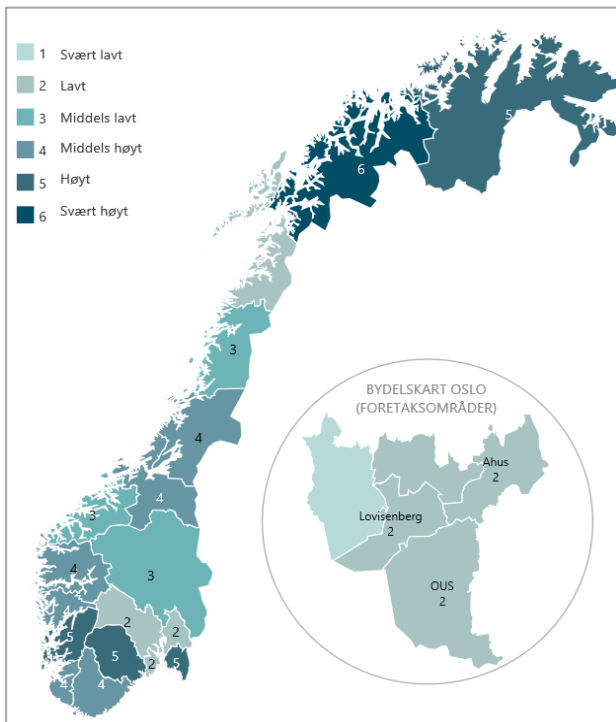 1 Svært lavt
2 Lavt
3 Middels lavt
4 Middels høyt
5 Høyt
6 Svært høyt
5
6
3
4
4
3
4
3
2
2
5
5
2
5
4
4
BYDELSKART OSLO
(FORETAKSOMRÅDER)
Ahus
2
Lovisenberg
2
OUS
2